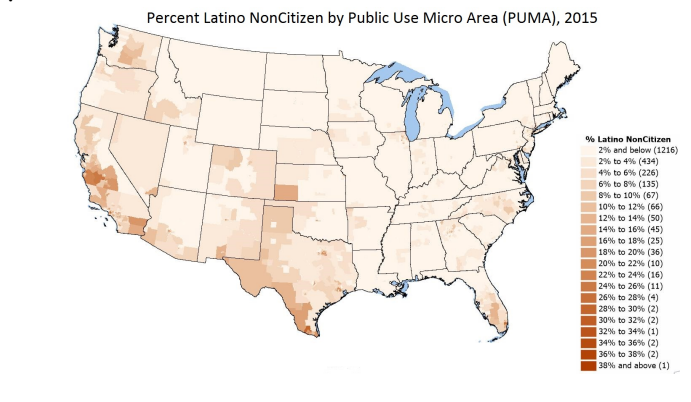 Percent Latino NonCitizen by Public Use Micro Area (PUMA), 2015
% Latino NonCitizen
2% and below (1216)
2% to 4% (434)
4% to 6% (226)
6% to 8% (135)
8% to 10% (67)
10% to 12% (66)
12% to 14% (50)
14% to 16% (45)
16% to 18% (25)
18% to 20% (36)
20% to 22% (10)
22% to 24% (16)
24% to 26% (11)
26% to 28% (4)
28% to 30% (2)
30% to 32% (2)
32% to 34% (1)
34% to 36% (2)
36% to 38% (2)
38% and above (1)